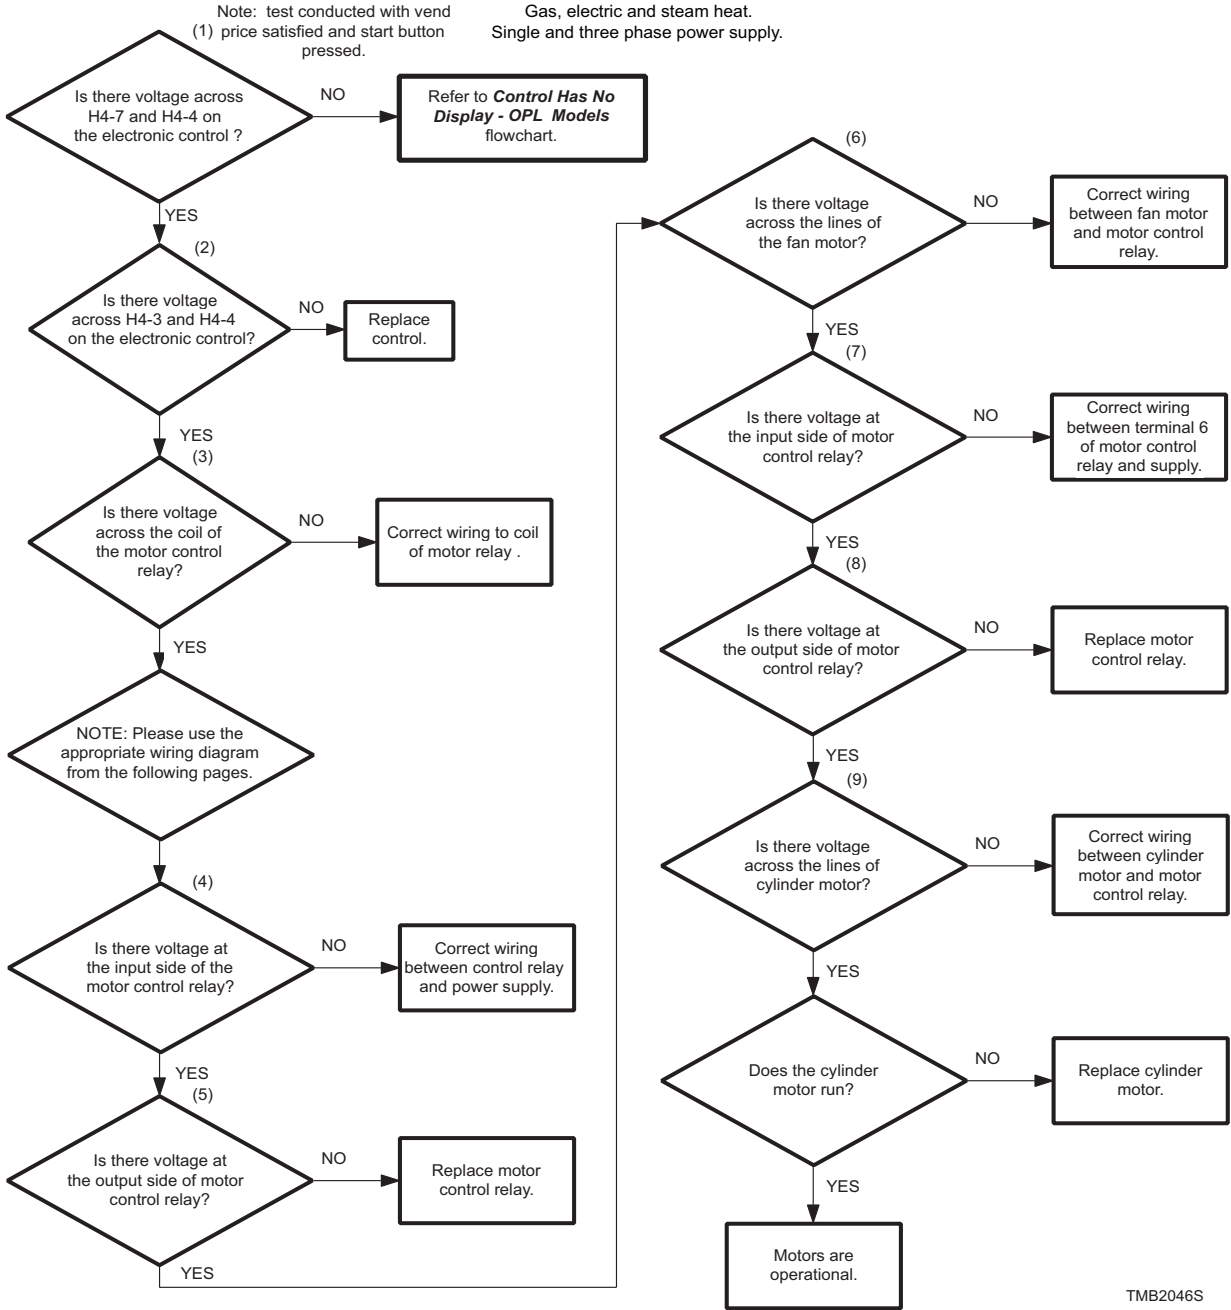 Note: test conducted with vend
price satisfied and start button
pressed.
Gas, electric and steam heat.
Single and three phase power supply.
(1)
Is there voltage across
H4-7 and H4-4 on
the electronic control ?
NO
Refer to Control Has No
Display - OPL Models
flowchart.
YES
(2)
Is there voltage
across H4-3 and H4-4
on the electronic control?
NO
Replace
control.
YES
(3)
Is there voltage
across the coil of
the motor control
relay?
NO
Correct wiring to coil
of motor relay .
YES
NOTE: Please use the
appropriate wiring diagram
from the following pages.
(4)
Is there voltage at
the input side of the
motor control relay?
NO
Correct wiring
between control relay
and power supply.
YES
(5)
Is there voltage at
the output side of motor
control relay?
NO
Replace motor
control relay.
YES
(6)
Is there voltage
across the lines of
the fan motor?
NO
Correct wiring
between fan motor
and motor control
relay.
YES
(7)
Is there voltage at
the input side of motor
control relay?
NO
Correct wiring
between terminal 6
of motor control
relay and supply.
YES
(8)
Is there voltage at
the output side of motor
control relay?
NO
Replace motor
control relay.
YES
(9)
Is there voltage
across the lines of
cylinder motor?
NO
Correct wiring
between cylinder
motor and motor
control relay.
YES
Does the cylinder
motor run?
NO
Replace cylinder
motor.
YES
Motors are
operational.
TMB2046S